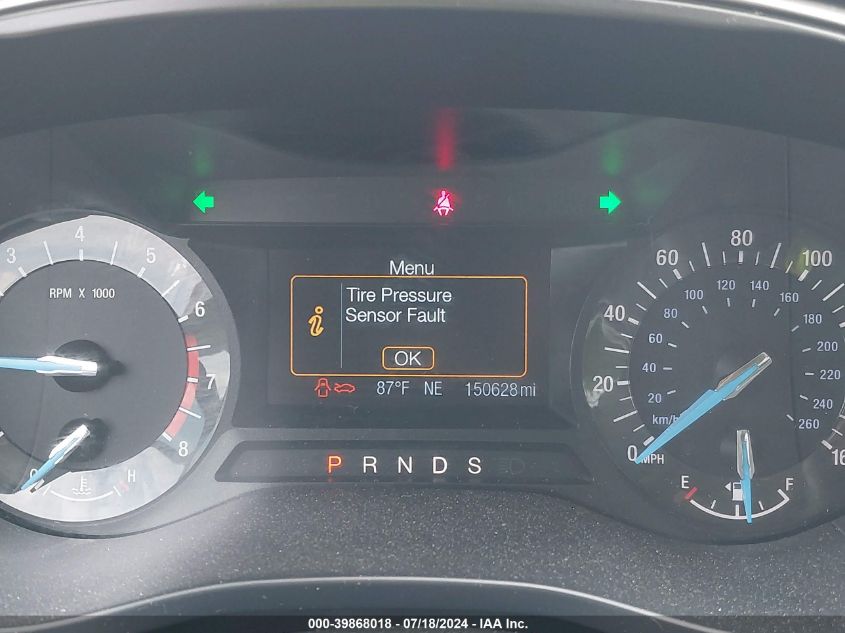 Menu
Tire Pressure
Sensor Fault
OK
87°F NE 150628mi
P R N D S
3 4 5 6 7 8
RPM X 1000
H
0 20 40 60 80 100
MPH
20 40 60 80 100 120 140 160 180 200 220 240 260
km/h
E F
000-39868018 - 07/18/2024 - IAA Inc.